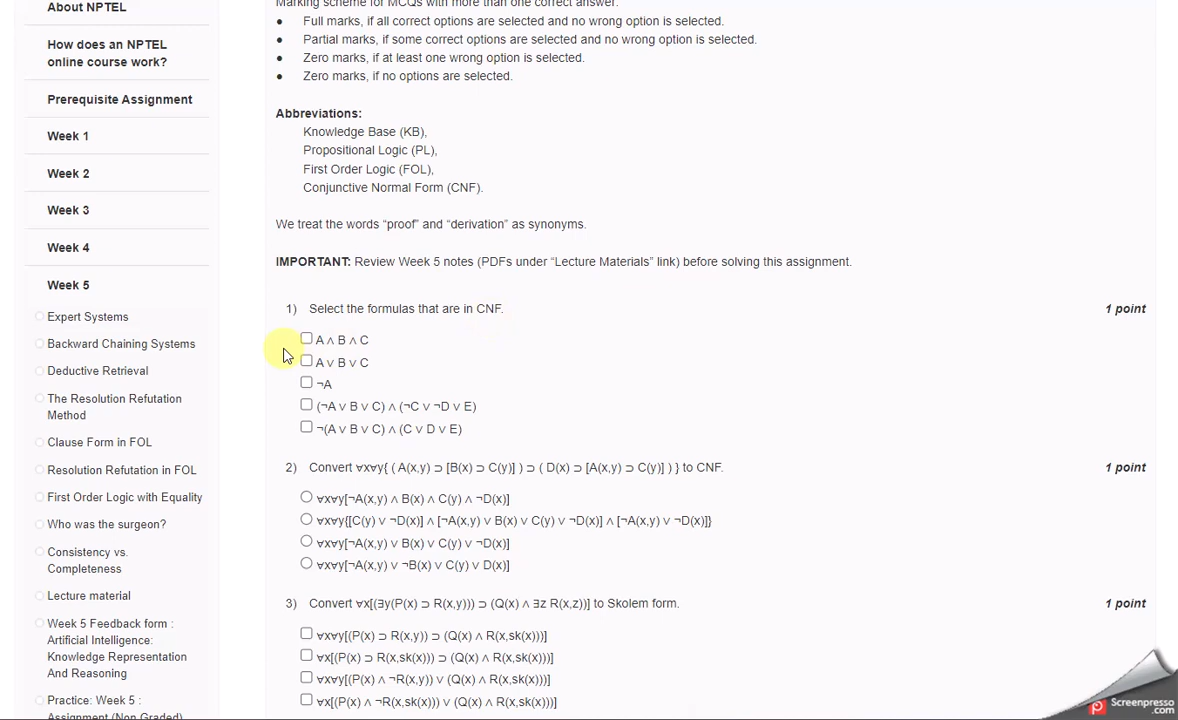 About NPTEL
How does an NPTEL
online course work?
Prerequisite Assignment
Week 1
Week 2
Week 3
Week 4
Week 5
Expert Systems
Backward Chaining Systems
Deductive Retrieval
The Resolution Refutation
Method
Clause Form in FOL
Resolution Refutation in FOL
First Order Logic with Equality
Who was the surgeon?
Consistency vs.
Completeness
Lecture material
Week 5 Feedback form :
Artificial Intelligence:
Knowledge Representation
And Reasoning
Practice: Week 5 :
Assignment (Non Graded)
Marking scheme for MCQs with more than one correct answer.
● Full marks, if all correct options are selected and no wrong option is selected.
● Partial marks, if some correct options are selected and no wrong option is selected.
● Zero marks, if at least one wrong option is selected.
● Zero marks, if no options are selected.
Abbreviations:
Knowledge Base (KB),
Propositional Logic (PL),
First Order Logic (FOL),
Conjunctive Normal Form (CNF).
We treat the words “proof” and “derivation” as synonyms.
IMPORTANT: Review Week 5 notes (PDFs under “Lecture Materials” link) before solving this assignment.
1) Select the formulas that are in CNF. 1 point
A ∧ B ∧ C
A ∨ B ∨ C
¬A
(¬A ∨ B ∨ C) ∧ (¬C ∨ ¬D ∨ E)
¬(A ∨ B ∨ C) ∧ (C ∨ D ∨ E)
2) Convert ∀x∀y{ ( A(x,y) ⊃ [B(x) ⊃ C(y)] ) ⊃ ( D(x) ⊃ [A(x,y) ⊃ C(y)] ) } to CNF. 1 point
∀x∀y[¬A(x,y) ∧ B(x) ∧ C(y) ∧ ¬D(x)]
∀x∀y{[C(y) ∨ ¬D(x)] ∧ [¬A(x,y) ∨ B(x) ∨ C(y) ∨ ¬D(x)] ∧ [¬A(x,y) ∨ ¬D(x)]}
∀x∀y[¬A(x,y) ∨ B(x) ∨ C(y) ∨ ¬D(x)]
∀x∀y[¬A(x,y) ∨ ¬B(x) ∨ C(y) ∨ D(x)]
3) Convert ∀x[(∃y(P(x) ⊃ R(x,y))) ⊃ (Q(x) ∧ ∃z R(x,z))] to Skolem form. 1 point
∀x∀y[(P(x) ⊃ R(x,y)) ⊃ (Q(x) ∧ R(x,sk(x)))]
∀x[(P(x) ⊃ R(x,sk(x))) ⊃ (Q(x) ∧ R(x,sk(x)))]
∀x∀y[(P(x) ∧ ¬R(x,y)) ∨ (Q(x) ∧ R(x,sk(x)))]
∀x[(P(x) ∧ ¬R(x,sk(x))) ∨ (Q(x) ∧ R(x,sk(x)))]
Screenpresso
.com